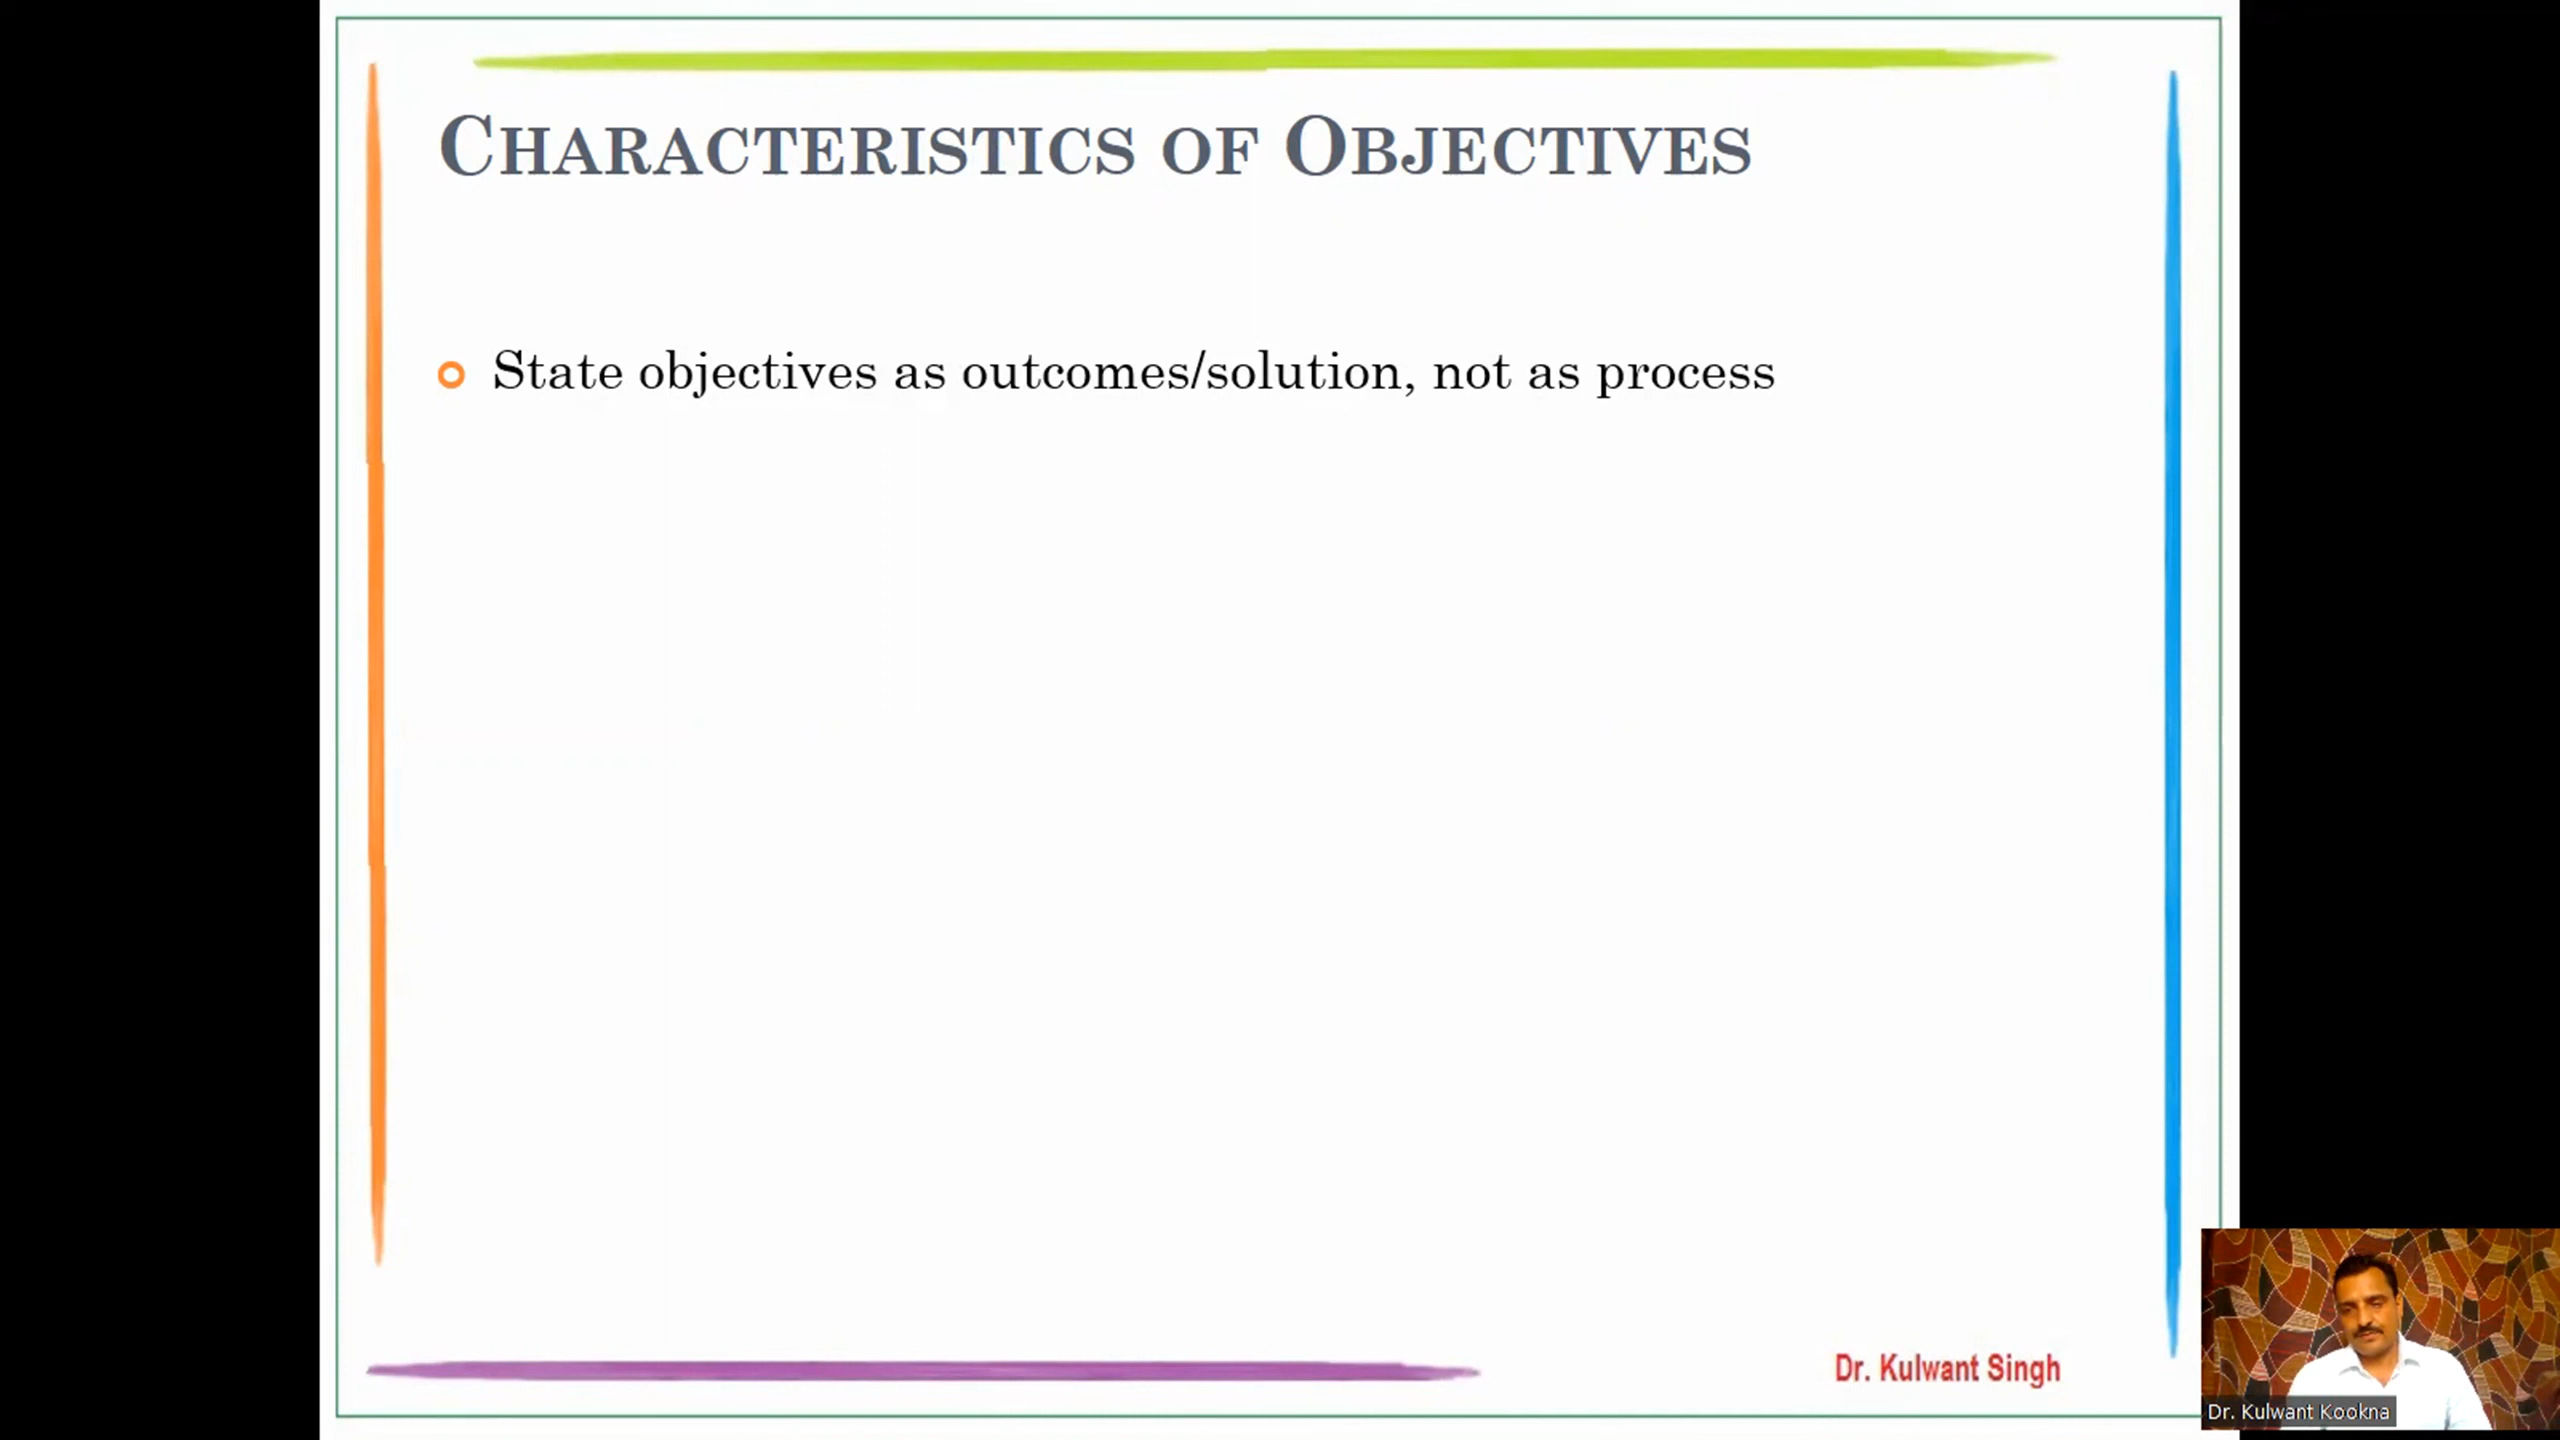 CHARACTERISTICS OF OBJECTIVES
State objectives as outcomes/solution, not as process
Dr. Kulwant Singh
Dr. Kulwant Kookna